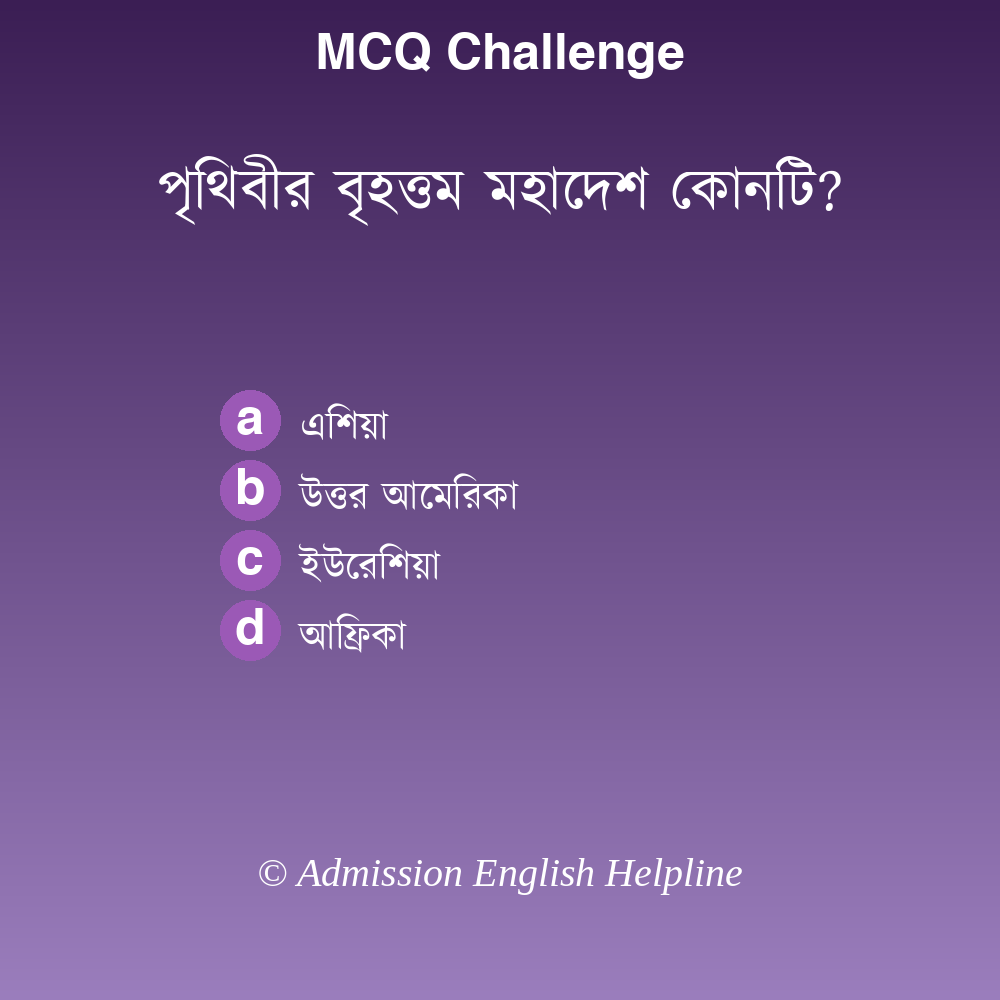 MCQ Challenge
পৃথিবীর বৃহত্তম মহাদেশ কোনটি?
a এশিয়া
b উত্তর আমেরিকা
c ইউরেশিয়া
d আফ্রিকা
© Admission English Helpline